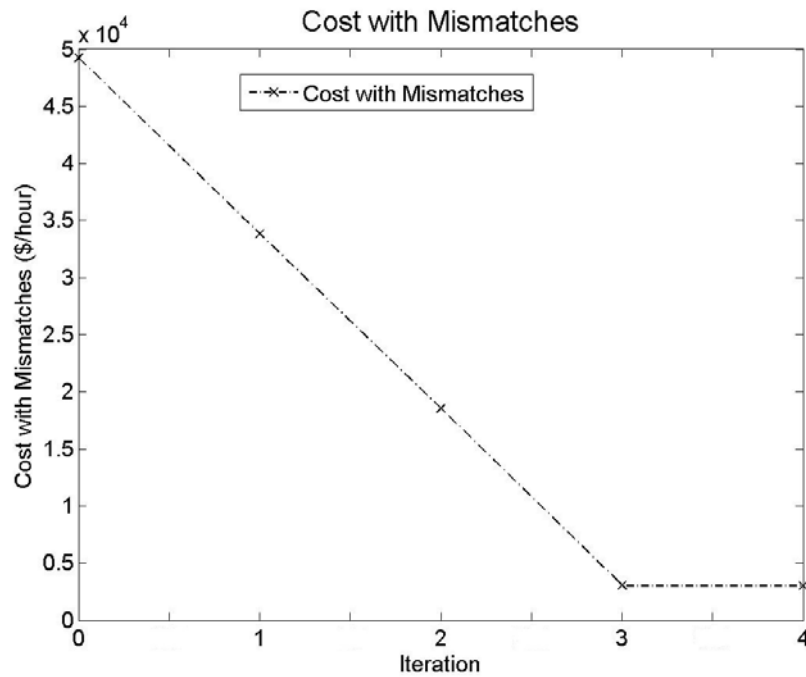 Cost with Mismatches
5 x 10^4
Cost with Mismatches
4.5
4
3.5
3
2.5
2
1.5
1
0.5
0
Cost with Mismatches ($/hour)
0 1 2 3 4
Iteration